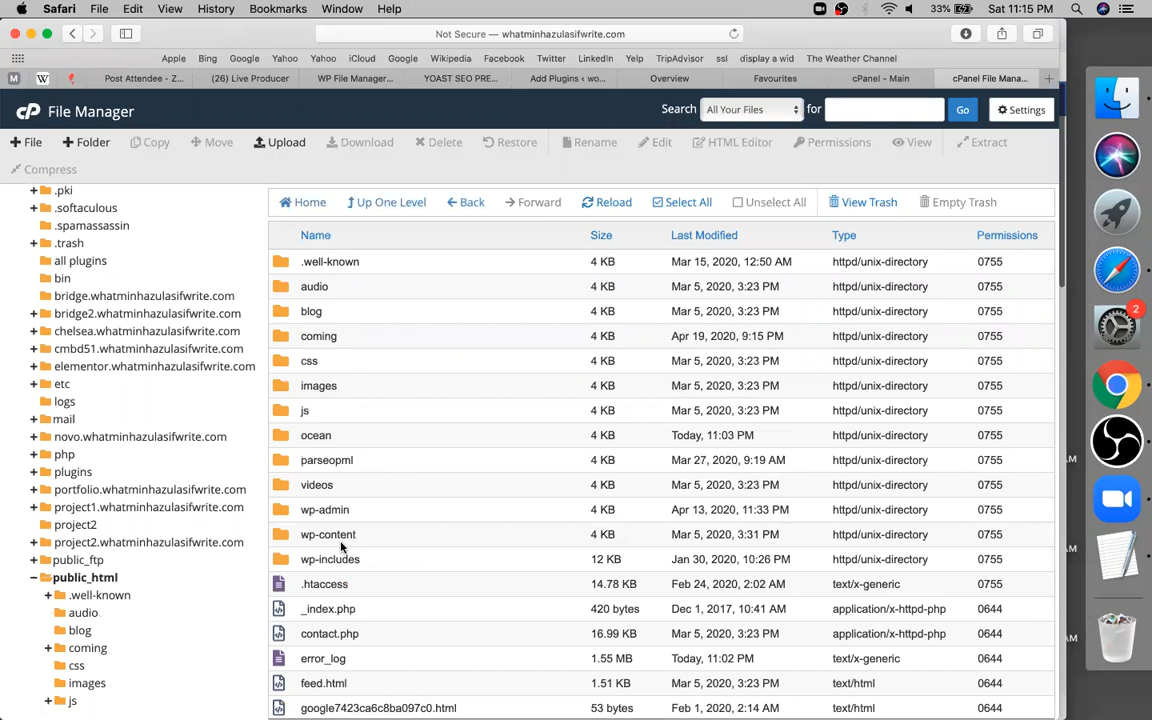 Safari File Edit View History Bookmarks Window Help 33% Sat 11:15 PM
Not Secure — whatminhazulasifwrite.com
Apple Bing Google Yahoo Yahoo iCloud Google Wikipedia Facebook Twitter LinkedIn Yelp TripAdvisor ssl display a wid The Weather Channel
M W Post Attendee - Z... (26) Live Producer WP File Manager... YOAST SEO PRE... Add Plugins ‹ wo... Overview Favourites cPanel - Main cPanel File Mana... +
cP File Manager Search All Your Files for Go Settings
+ File + Folder Copy Move Upload Download Delete Restore Rename Edit HTML Editor Permissions View Extract
Compress
Home Up One Level Back Forward Reload Select All Unselect All View Trash Empty Trash
+ .pki
+ .softaculous
.spamassassin
+ .trash
all plugins
bin
bridge.whatminhazulasifwrite.com
+ bridge2.whatminhazulasifwrite.com
+ chelsea.whatminhazulasifwrite.com
+ cmbd51.whatminhazulasifwrite.com
+ elementor.whatminhazulasifwrite.com
+ etc
logs
+ mail
+ novo.whatminhazulasifwrite.com
+ php
+ plugins
+ portfolio.whatminhazulasifwrite.com
+ project1.whatminhazulasifwrite.com
project2
+ project2.whatminhazulasifwrite.com
+ public_ftp
− public_html
+ .well-known
audio
blog
+ coming
css
images
+ js
Name Size Last Modified Type Permissions
.well-known 4 KB Mar 15, 2020, 12:50 AM httpd/unix-directory 0755
audio 4 KB Mar 5, 2020, 3:23 PM httpd/unix-directory 0755
blog 4 KB Mar 5, 2020, 3:23 PM httpd/unix-directory 0755
coming 4 KB Apr 19, 2020, 9:15 PM httpd/unix-directory 0755
css 4 KB Mar 5, 2020, 3:23 PM httpd/unix-directory 0755
images 4 KB Mar 5, 2020, 3:23 PM httpd/unix-directory 0755
js 4 KB Mar 5, 2020, 3:23 PM httpd/unix-directory 0755
ocean 4 KB Today, 11:03 PM httpd/unix-directory 0755
parseopml 4 KB Mar 27, 2020, 9:19 AM httpd/unix-directory 0755
videos 4 KB Mar 5, 2020, 3:23 PM httpd/unix-directory 0755
wp-admin 4 KB Apr 13, 2020, 11:33 PM httpd/unix-directory 0755
wp-content 4 KB Mar 5, 2020, 3:31 PM httpd/unix-directory 0755
wp-includes 12 KB Jan 30, 2020, 10:26 PM httpd/unix-directory 0755
.htaccess 14.78 KB Feb 24, 2020, 2:02 AM text/x-generic 0644
_index.php 420 bytes Dec 1, 2017, 10:41 AM application/x-httpd-php 0644
contact.php 16.99 KB Mar 5, 2020, 3:23 PM application/x-httpd-php 0644
error_log 1.55 MB Today, 11:02 PM text/x-generic 0644
feed.html 1.51 KB Mar 5, 2020, 3:23 PM text/html 0644
google7423ca6c8ba097c0.html 53 bytes Feb 1, 2020, 2:14 AM text/html 0644
2
AM
AM
AM